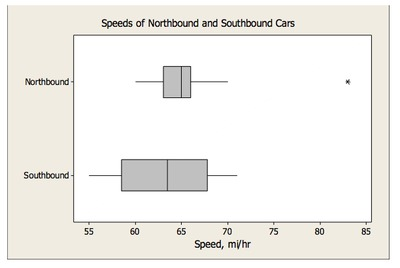 Speeds of Northbound and Southbound Cars
Northbound
Southbound
55 60 65 70 75 80 85
Speed, mi/hr